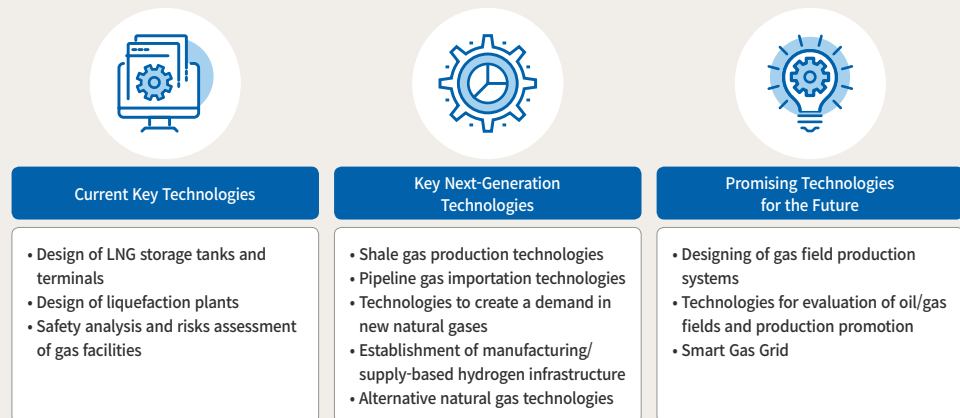 Current Key Technologies
• Design of LNG storage tanks and
terminals
• Design of liquefaction plants
• Safety analysis and risks assessment
of gas facilities
Key Next-Generation
Technologies
• Shale gas production technologies
• Pipeline gas importation technologies
• Technologies to create a demand in
new natural gases
• Establishment of manufacturing/
supply-based hydrogen infrastructure
• Alternative natural gas technologies
Promising Technologies
for the Future
• Designing of gas field production
systems
• Technologies for evaluation of oil/gas
fields and production promotion
• Smart Gas Grid